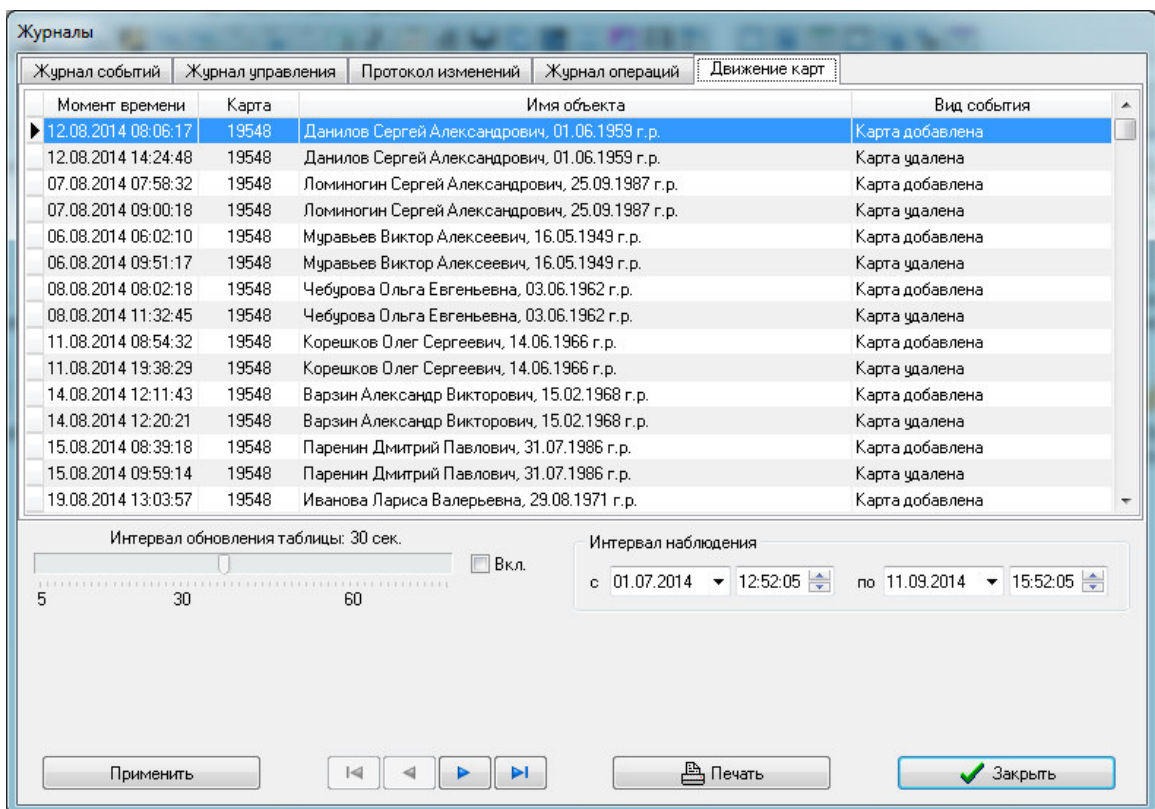 Журналы
Журнал событий Журнал управления Протокол изменений Журнал операций Движение карт
Момент времени Карта Имя объекта Вид события
12.08.2014 08:06:17 19548 Данилов Сергей Александрович, 01.06.1959 г.р. Карта добавлена
12.08.2014 14:24:48 19548 Данилов Сергей Александрович, 01.06.1959 г.р. Карта удалена
07.08.2014 07:58:32 19548 Ломиногин Сергей Александрович, 25.09.1987 г.р. Карта добавлена
07.08.2014 09:00:18 19548 Ломиногин Сергей Александрович, 25.09.1987 г.р. Карта удалена
06.08.2014 06:02:10 19548 Муравьев Виктор Алексеевич, 16.05.1949 г.р. Карта добавлена
06.08.2014 09:51:17 19548 Муравьев Виктор Алексеевич, 16.05.1949 г.р. Карта удалена
08.08.2014 08:02:18 19548 Чебурова Ольга Евгеньевна, 03.06.1962 г.р. Карта добавлена
08.08.2014 11:32:45 19548 Чебурова Ольга Евгеньевна, 03.06.1962 г.р. Карта удалена
11.08.2014 08:54:32 19548 Корешков Олег Сергеевич, 14.06.1966 г.р. Карта добавлена
11.08.2014 19:38:29 19548 Корешков Олег Сергеевич, 14.06.1966 г.р. Карта удалена
14.08.2014 12:11:43 19548 Варзин Александр Викторович, 15.02.1968 г.р. Карта добавлена
14.08.2014 12:20:21 19548 Варзин Александр Викторович, 15.02.1968 г.р. Карта удалена
15.08.2014 08:39:18 19548 Паренин Дмитрий Павлович, 31.07.1986 г.р. Карта добавлена
15.08.2014 09:59:14 19548 Паренин Дмитрий Павлович, 31.07.1986 г.р. Карта удалена
19.08.2014 13:03:57 19548 Иванова Лариса Валерьевна, 29.08.1971 г.р. Карта добавлена
Интервал обновления таблицы: 30 сек.
Вкл.
5 30 60
Интервал наблюдения
с 01.07.2014 12:52:05 по 11.09.2014 15:52:05
Применить Печать Закрыть